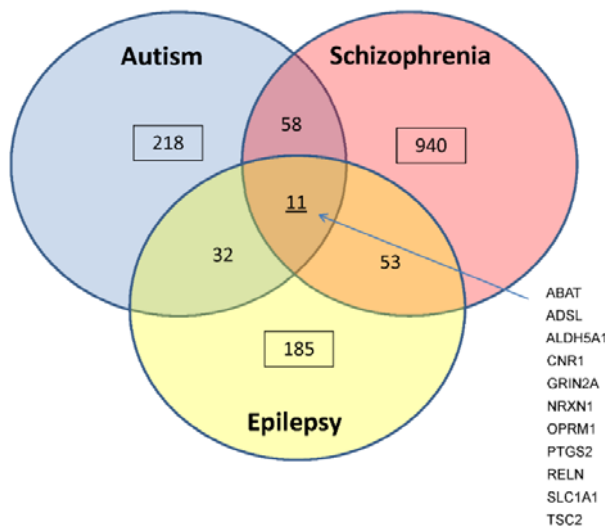 Autism
Schizophrenia
58
218
940
11
32
53
ABAT
ADSL
ALDH5A1
CNR1
GRIN2A
NRXN1
OPRM1
PTGS2
RELN
SLC1A1
TSC2
185
Epilepsy